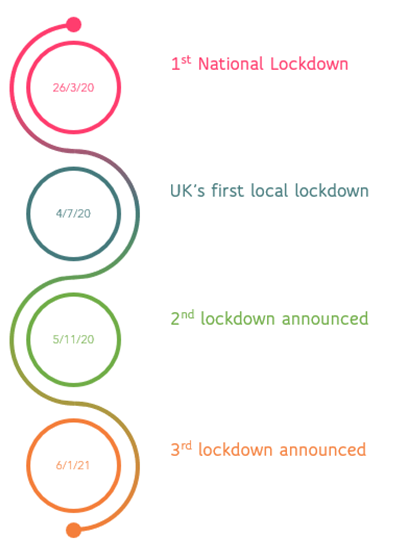 26/3/20
1st National Lockdown
4/7/20
UK's first local lockdown
5/11/20
2nd lockdown announced
6/1/21
3rd lockdown announced